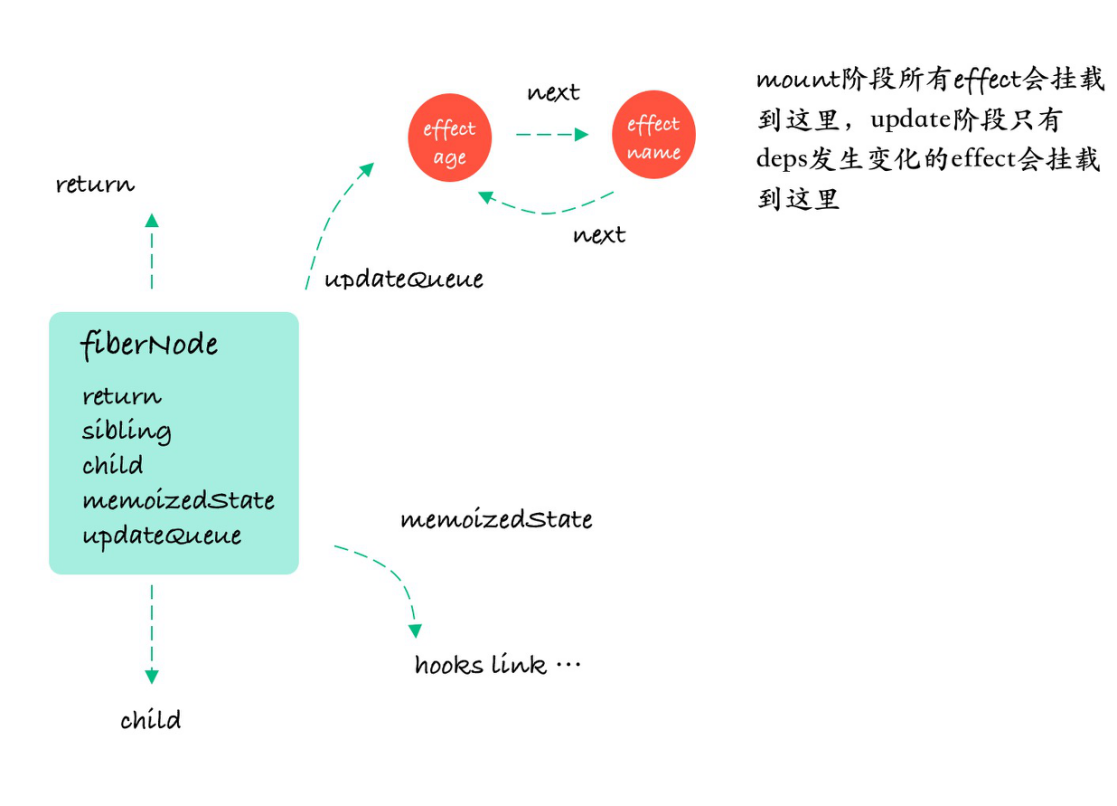 mount阶段所有effect会挂载
到这里，update阶段只有
deps发生变化的effect会挂载
到这里
next
effect
age
effect
name
next
return
updateQueue
fiberNode
return
sibling
child
memoizedState
updateQueue
memoizedState
hooks link ···
child